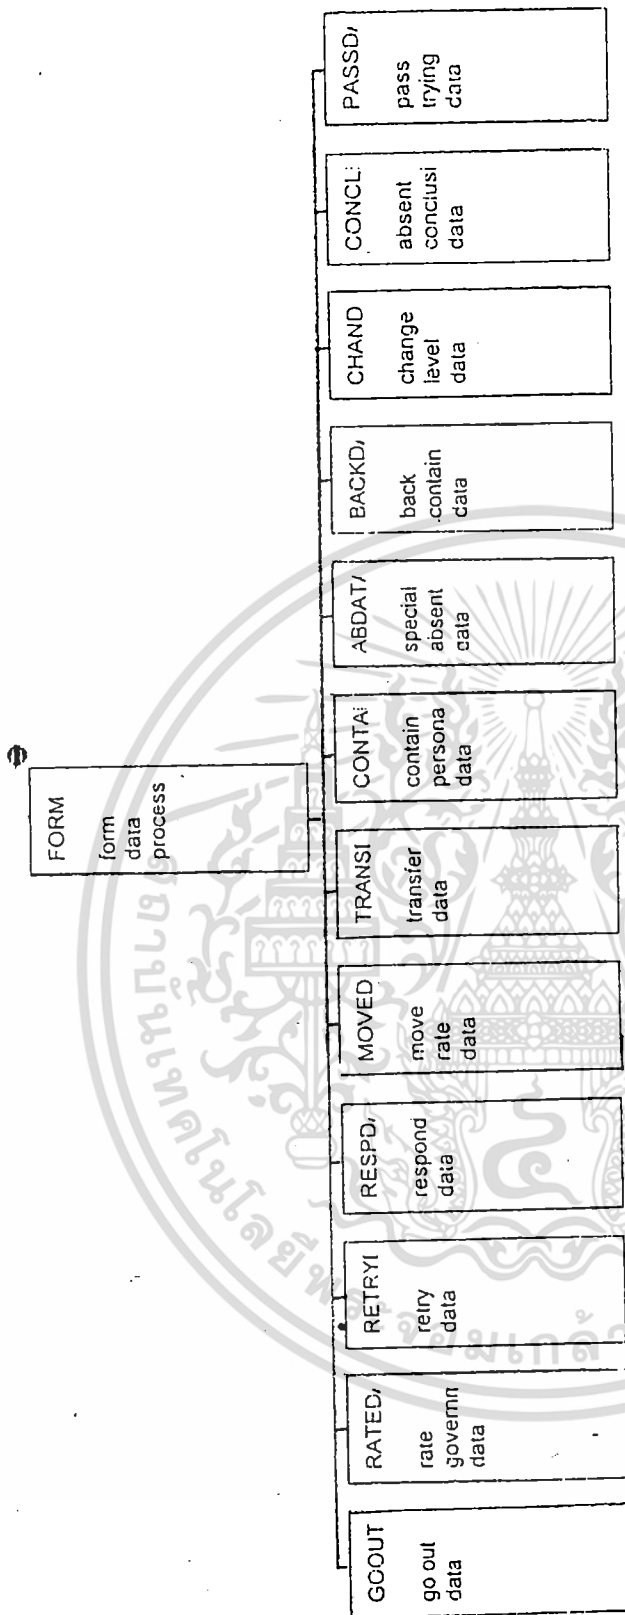 FORM
form
data
process
GOOUT
go out
data
RATED/
rate
governn
data
RETRYI
retry
data
RESPD/
respond
data
MOVED
move
rate
data
TRANSI
transfer
data
CONTA:
contain
persona
data
ABDAT/
special
absent
data
BACKD/
back
.contain
data
CHAND
change
level
data
CONCL:
absent
conclusi
data
PASSD/
pass
trying
data